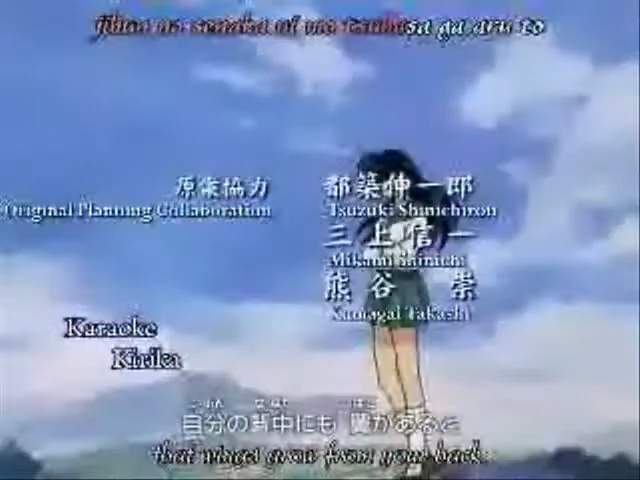 Jibun no senaka ni mo tsubasa ga aru to
原案協力 都築伸一郎
Original Planning Collaboration Tsuzuki Shinichirou
三上信一
Mikami Shinichi
熊谷 崇
Kumagai Takashi
Karaoke
Kirika
自分の背中にも 翼があると
that wings grow from your back